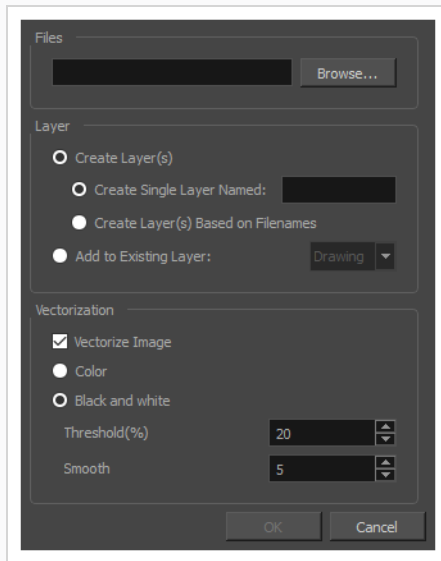 Files
Browse...
Layer
Create Layer(s)
Create Single Layer Named:
Create Layer(s) Based on Filenames
Add to Existing Layer: Drawing
Vectorization
Vectorize Image
Color
Black and white
Threshold(%) 20
Smooth 5
OK Cancel